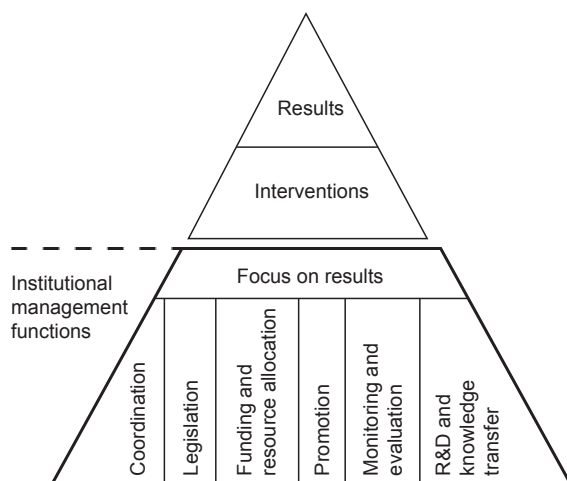 Results
Interventions
Institutional
management
functions
Focus on results
Coordination
Legislation
Funding and
resource allocation
Promotion
Monitoring and
evaluation
R&D and
knowledge
transfer